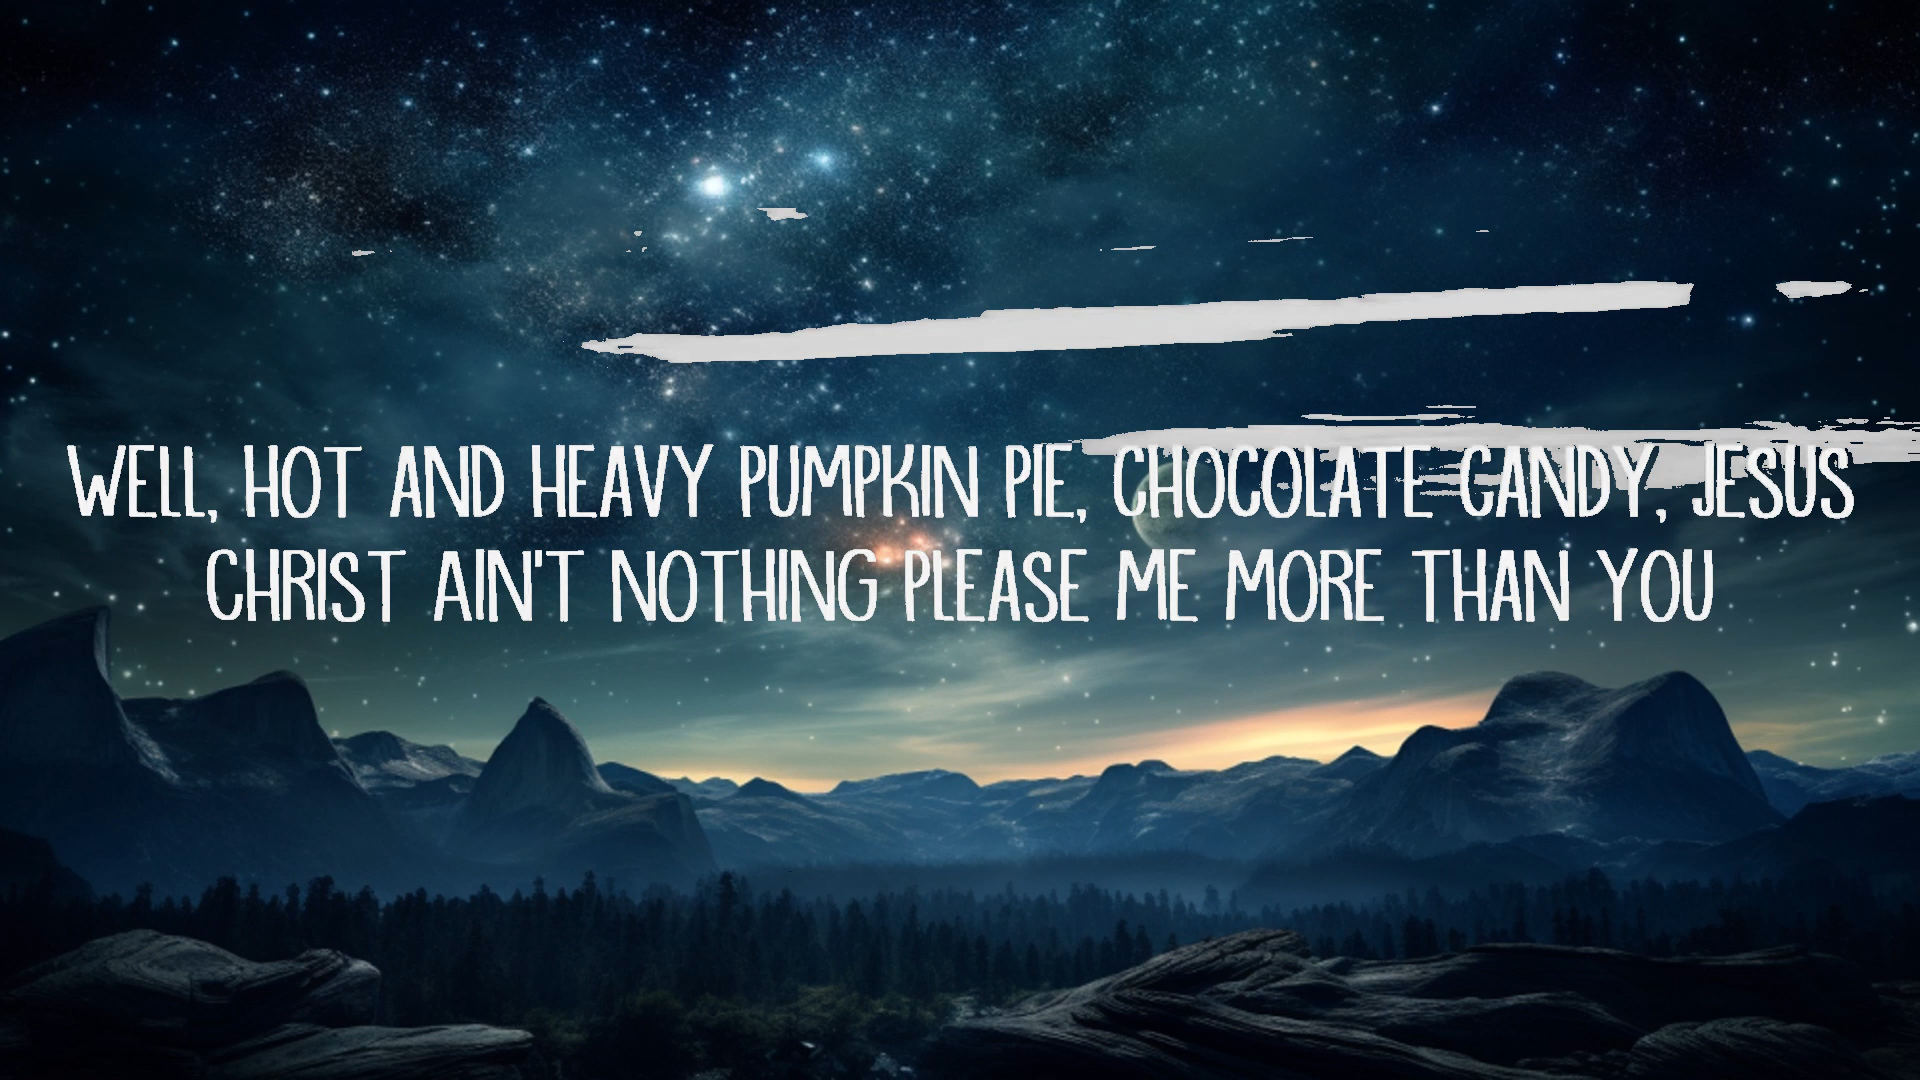 WELL, HOT AND HEAVY PUMPKIN PIE, CHOCOLATE CANDY, JESUS
CHRIST AIN'T NOTHING PLEASE ME MORE THAN YOU